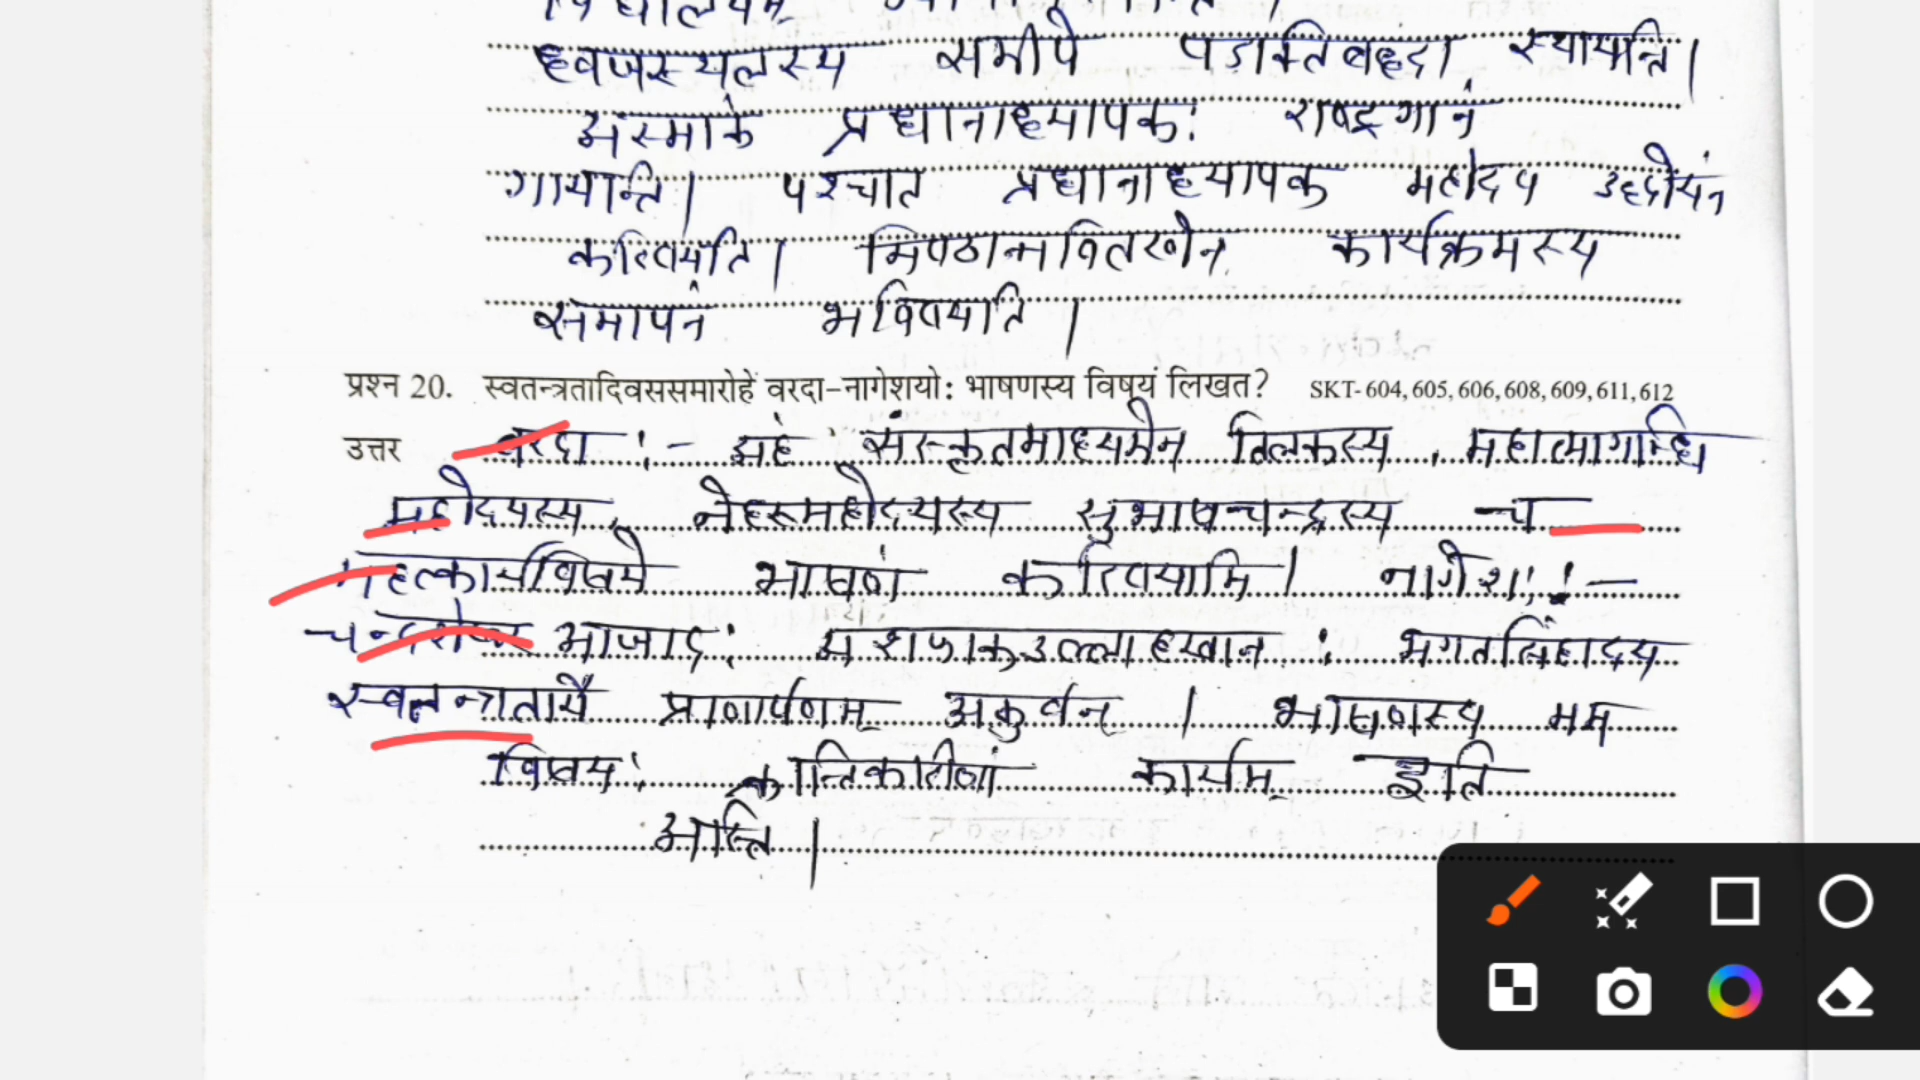 ध्वजस्थलस्य समीपे पङक्तिबद्दा स्थायन्ति।
अस्माकं प्रधानाध्यापक: राष्ट्रगानं
गायान्ति। पश्चात प्रधानाध्यापक महोदय
करिष्यति। मिष्ठान्नवितरणेन कार्यक्रमस्य
समापनं भविष्यति।
प्रश्न 20. स्वतन्त्रतादिवससमारोहे वरदा-नागेशयो: भाषणस्य विषयं लिखत? SKT- 604, 605, 606, 608, 609, 611, 612
उत्तर वरदा :- अहं संस्कृतमाध्यमेन तिलकस्य, महात्मागान्धि
महोदयस्य, नेहरूमहोदयस्य सुभाषचन्द्रस्य च
महत्कार्यविषये भाषणं करिष्यामि। नागेश: :-
चन्द्रशेखर आजाद: अशफाकउल्लाहखान : भगतसिंहादय
स्वतन्त्रतायै प्राणार्पणम् अकुर्वन्। भाषणस्य मम
विषय: क्रान्तिकारीणां कार्यम् इति
अस्ति।